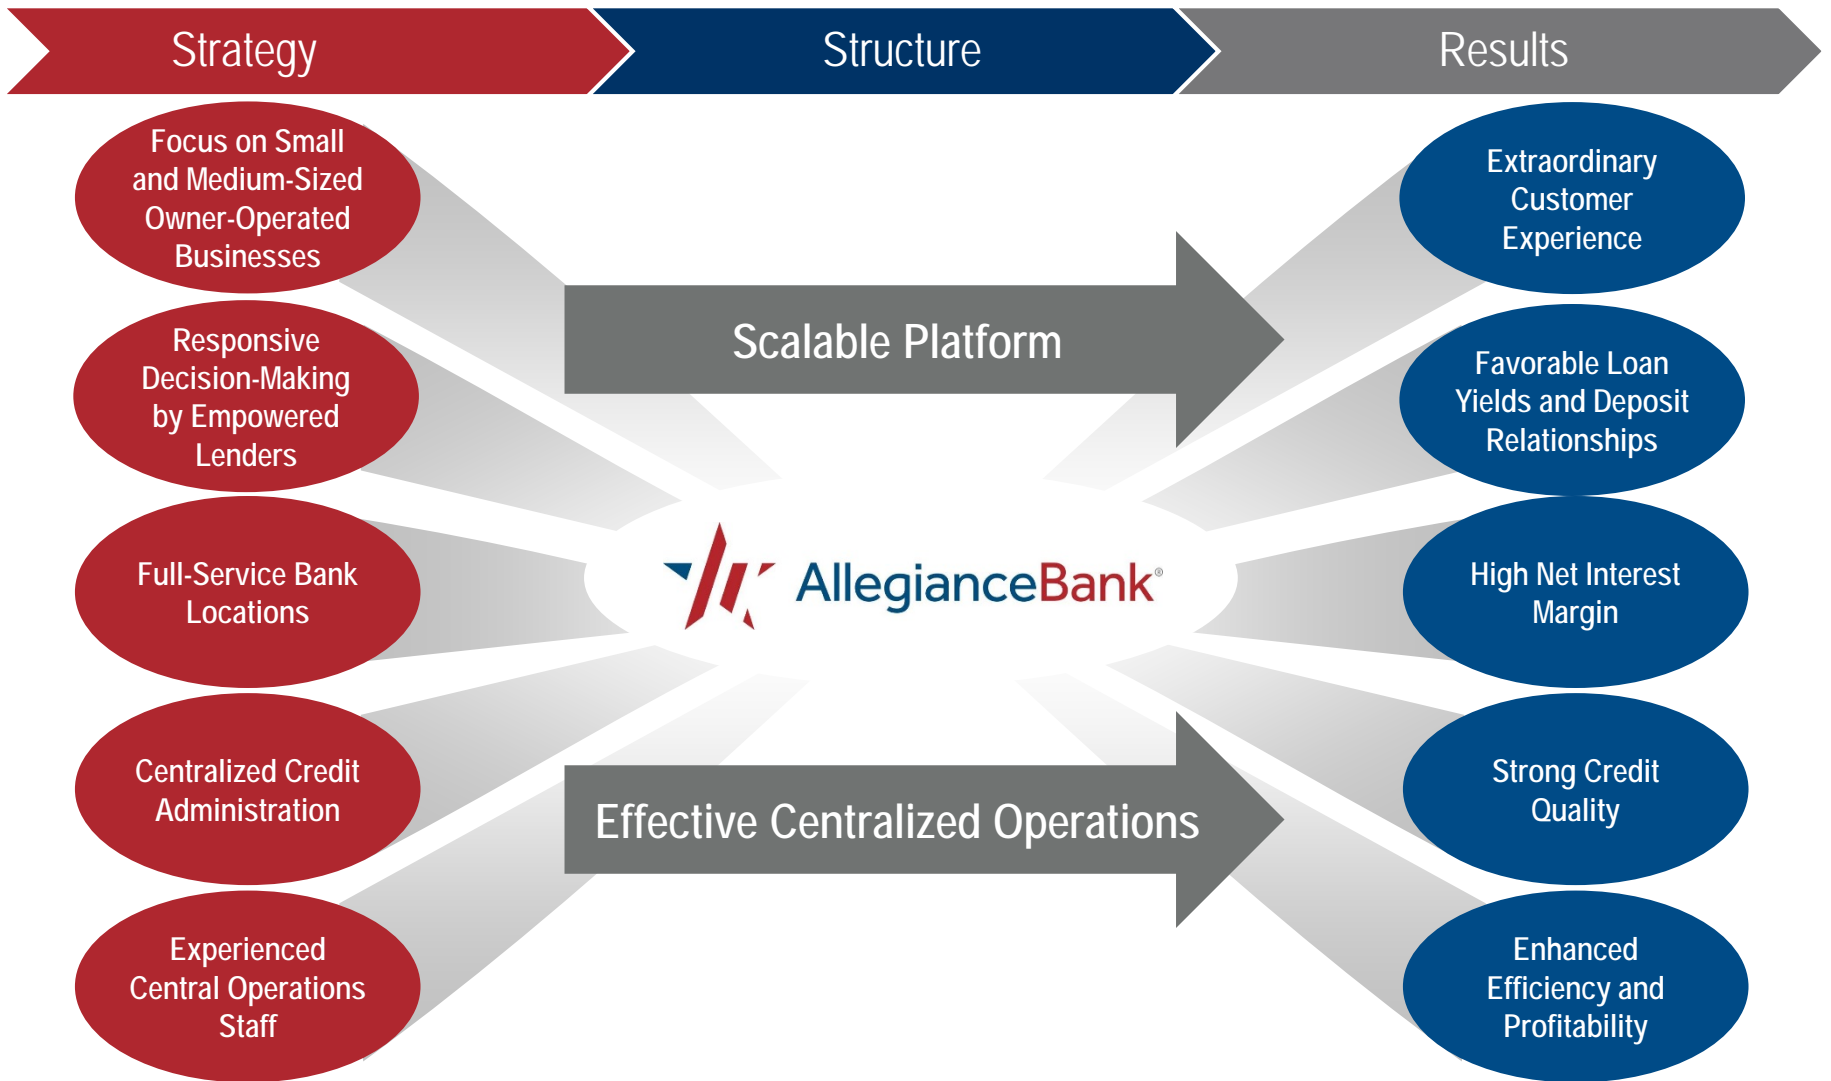 Strategy
Structure
Results
Focus on Small
and Medium-Sized
Owner-Operated
Businesses
Responsive
Decision-Making
by Empowered
Lenders
Full-Service Bank
Locations
Centralized Credit
Administration
Experienced
Central Operations
Staff
Scalable Platform
AllegianceBank®
Effective Centralized Operations
Extraordinary
Customer
Experience
Favorable Loan
Yields and Deposit
Relationships
High Net Interest
Margin
Strong Credit
Quality
Enhanced
Efficiency and
Profitability